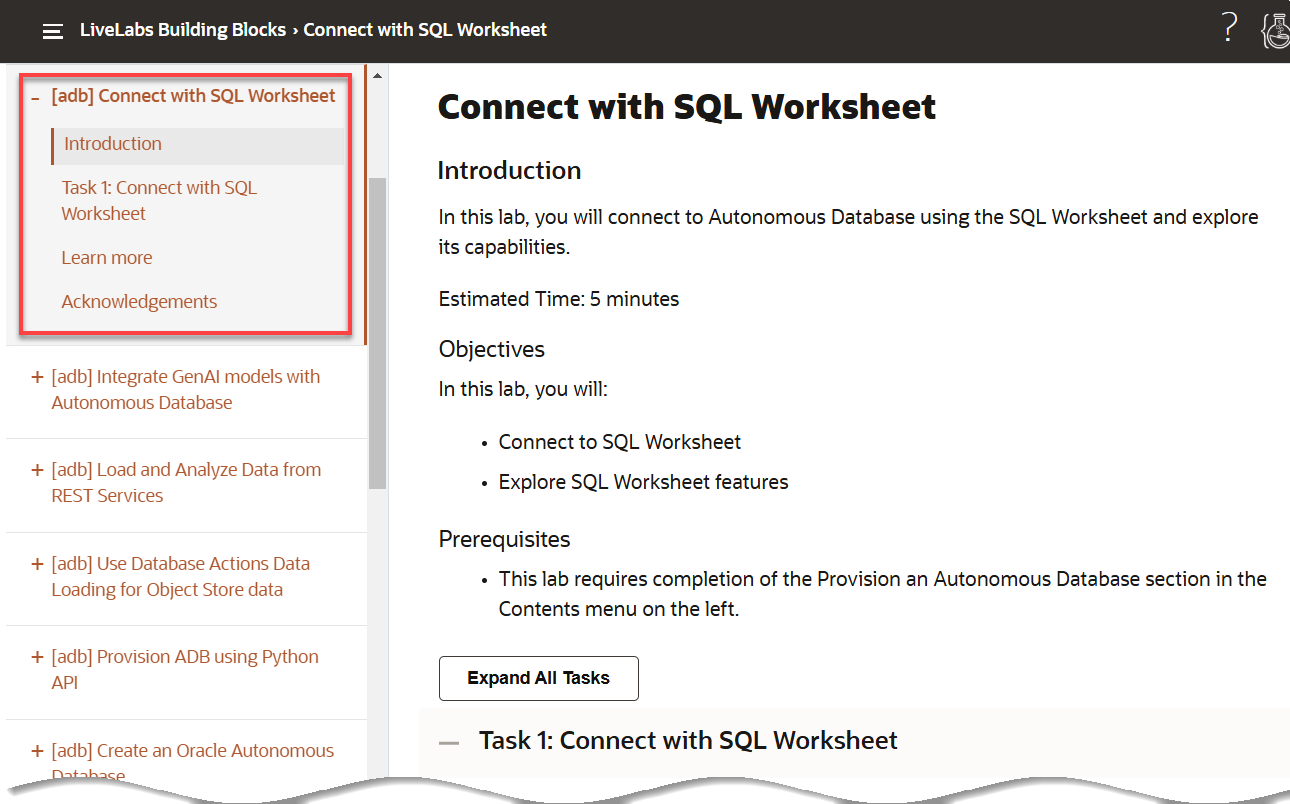 LiveLabs Building Blocks › Connect with SQL Worksheet
?
– [adb] Connect with SQL Worksheet
Introduction
Task 1: Connect with SQL
Worksheet
Learn more
Acknowledgements
+ [adb] Integrate GenAI models with
Autonomous Database
+ [adb] Load and Analyze Data from
REST Services
+ [adb] Use Database Actions Data
Loading for Object Store data
+ [adb] Provision ADB using Python
API
+ [adb] Create an Oracle Autonomous
Database
Connect with SQL Worksheet
Introduction
In this lab, you will connect to Autonomous Database using the SQL Worksheet and explore
its capabilities.
Estimated Time: 5 minutes
Objectives
In this lab, you will:
• Connect to SQL Worksheet
• Explore SQL Worksheet features
Prerequisites
• This lab requires completion of the Provision an Autonomous Database section in the
Contents menu on the left.
Expand All Tasks
— Task 1: Connect with SQL Worksheet